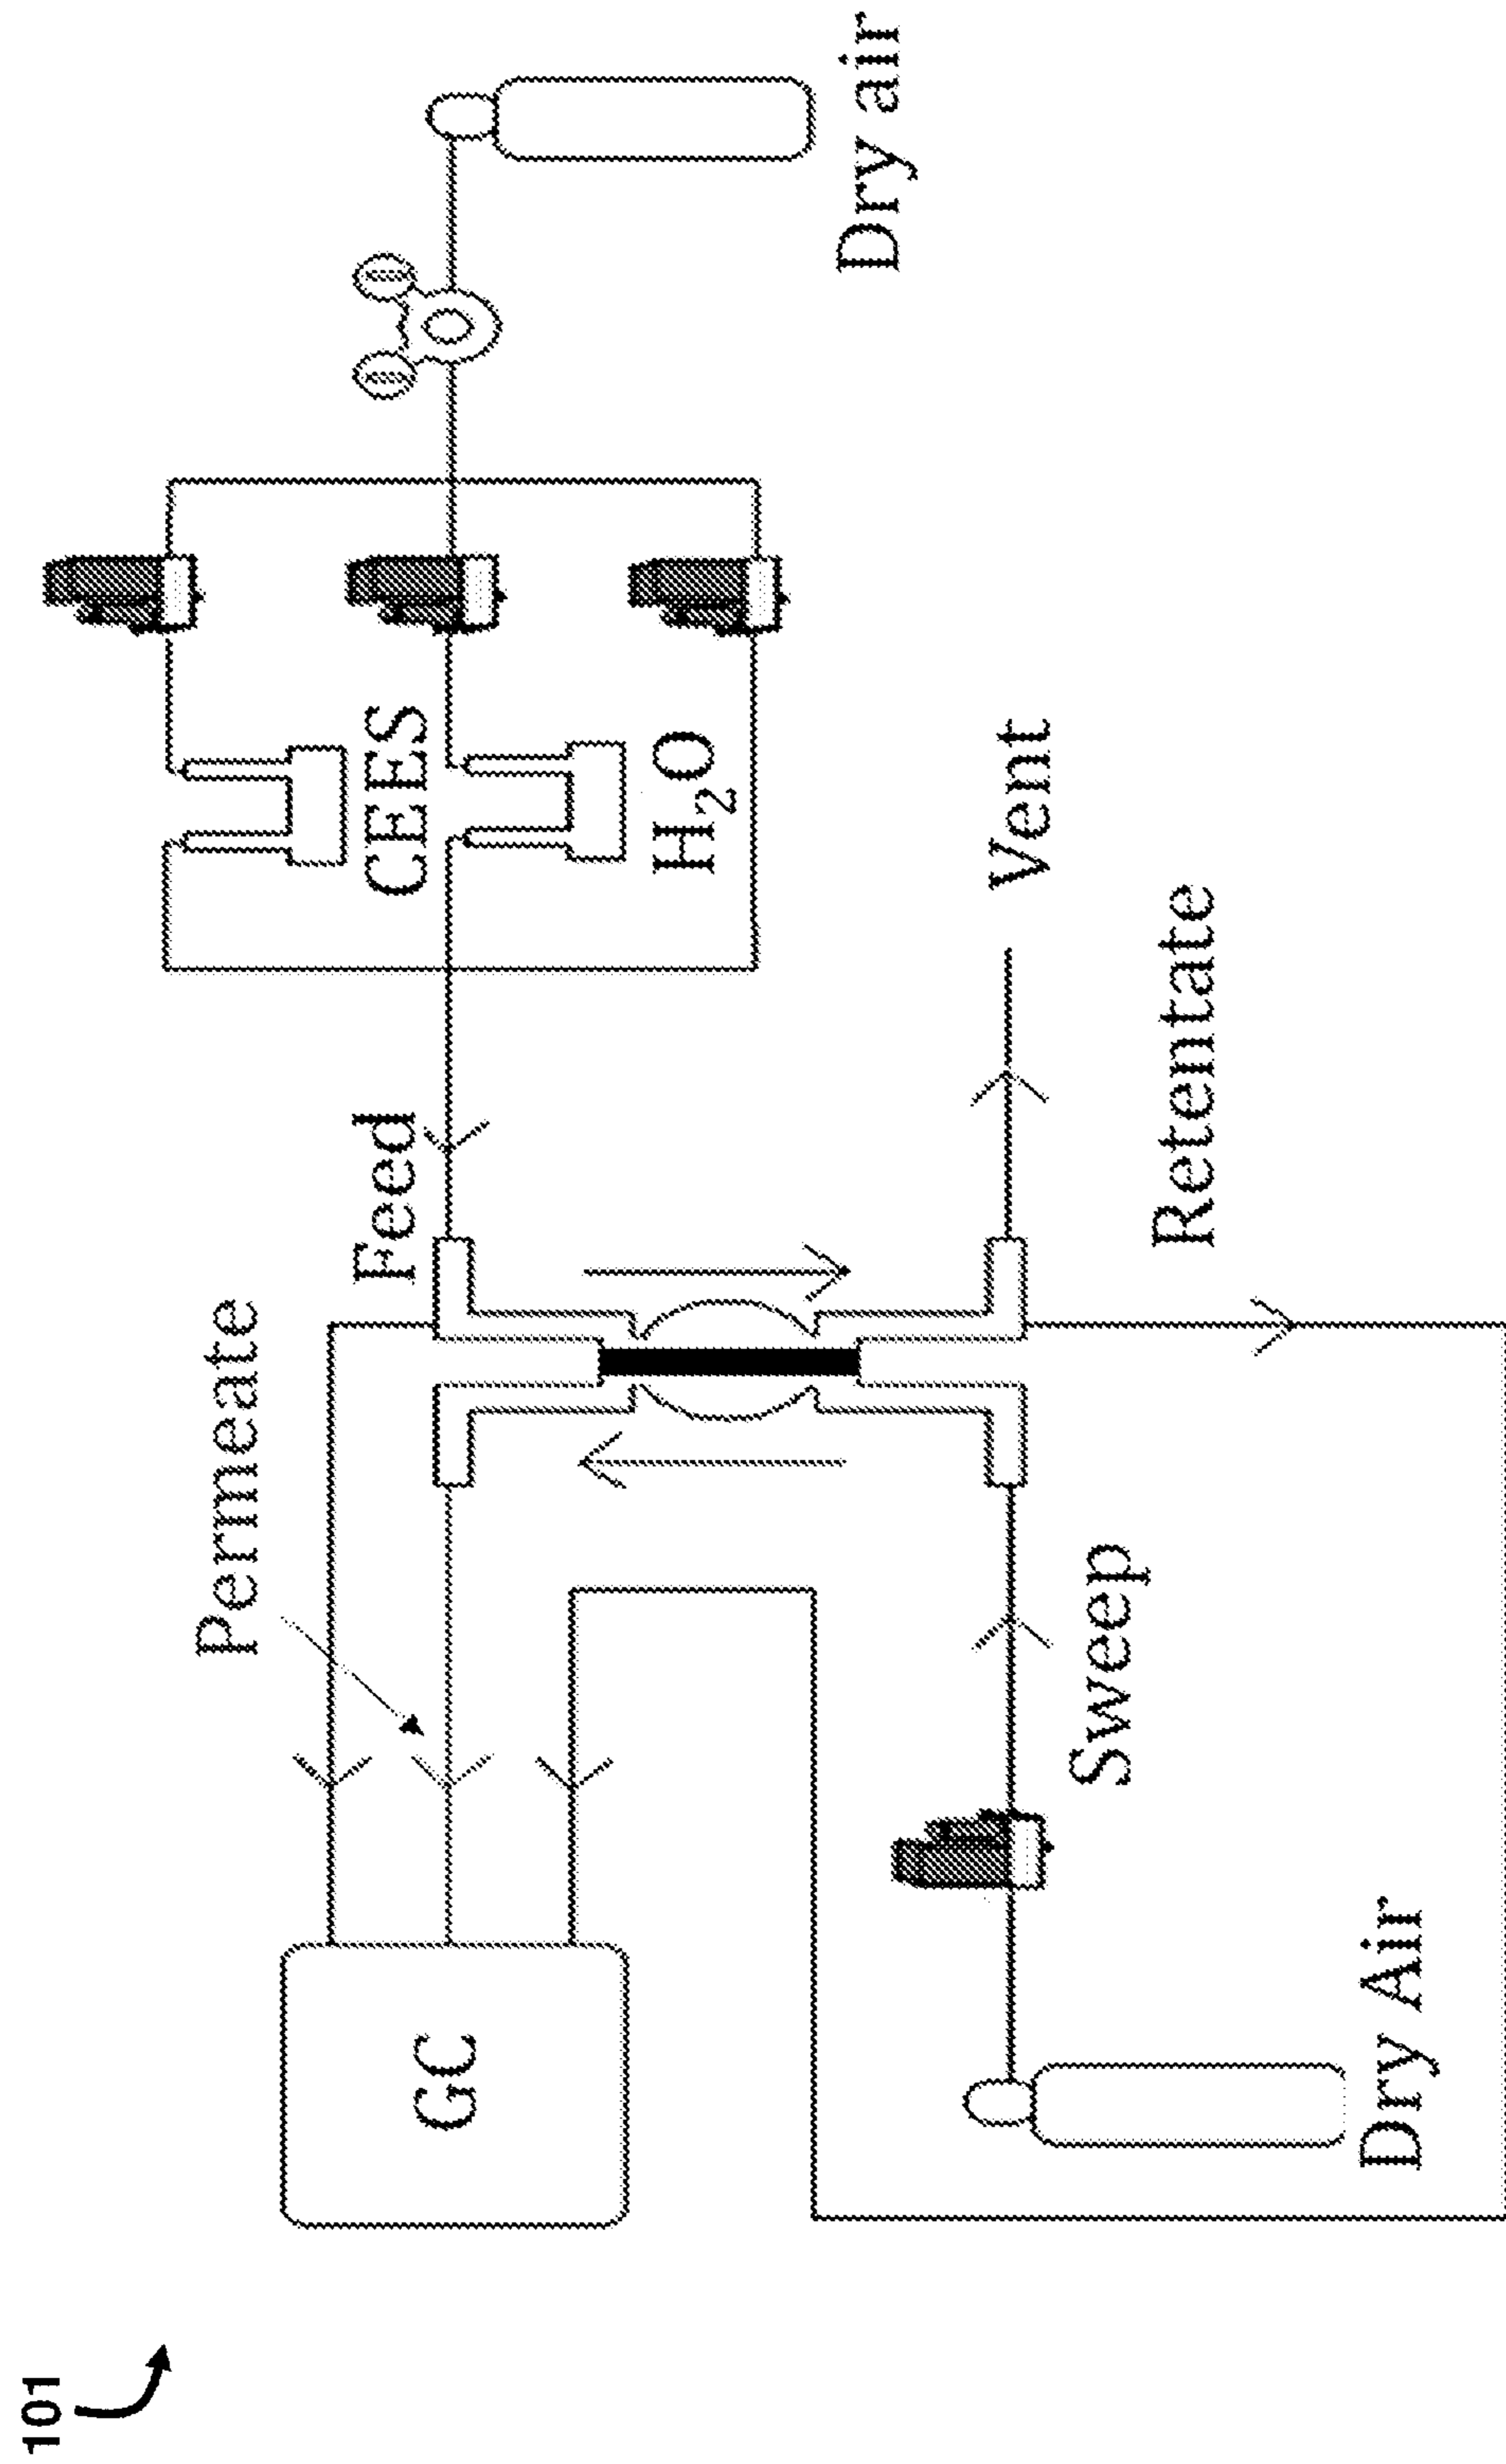 101
Permeate
Feed
GC
CEES
H₂O
Dry air
Vent
Sweep
Retentate
Dry Air